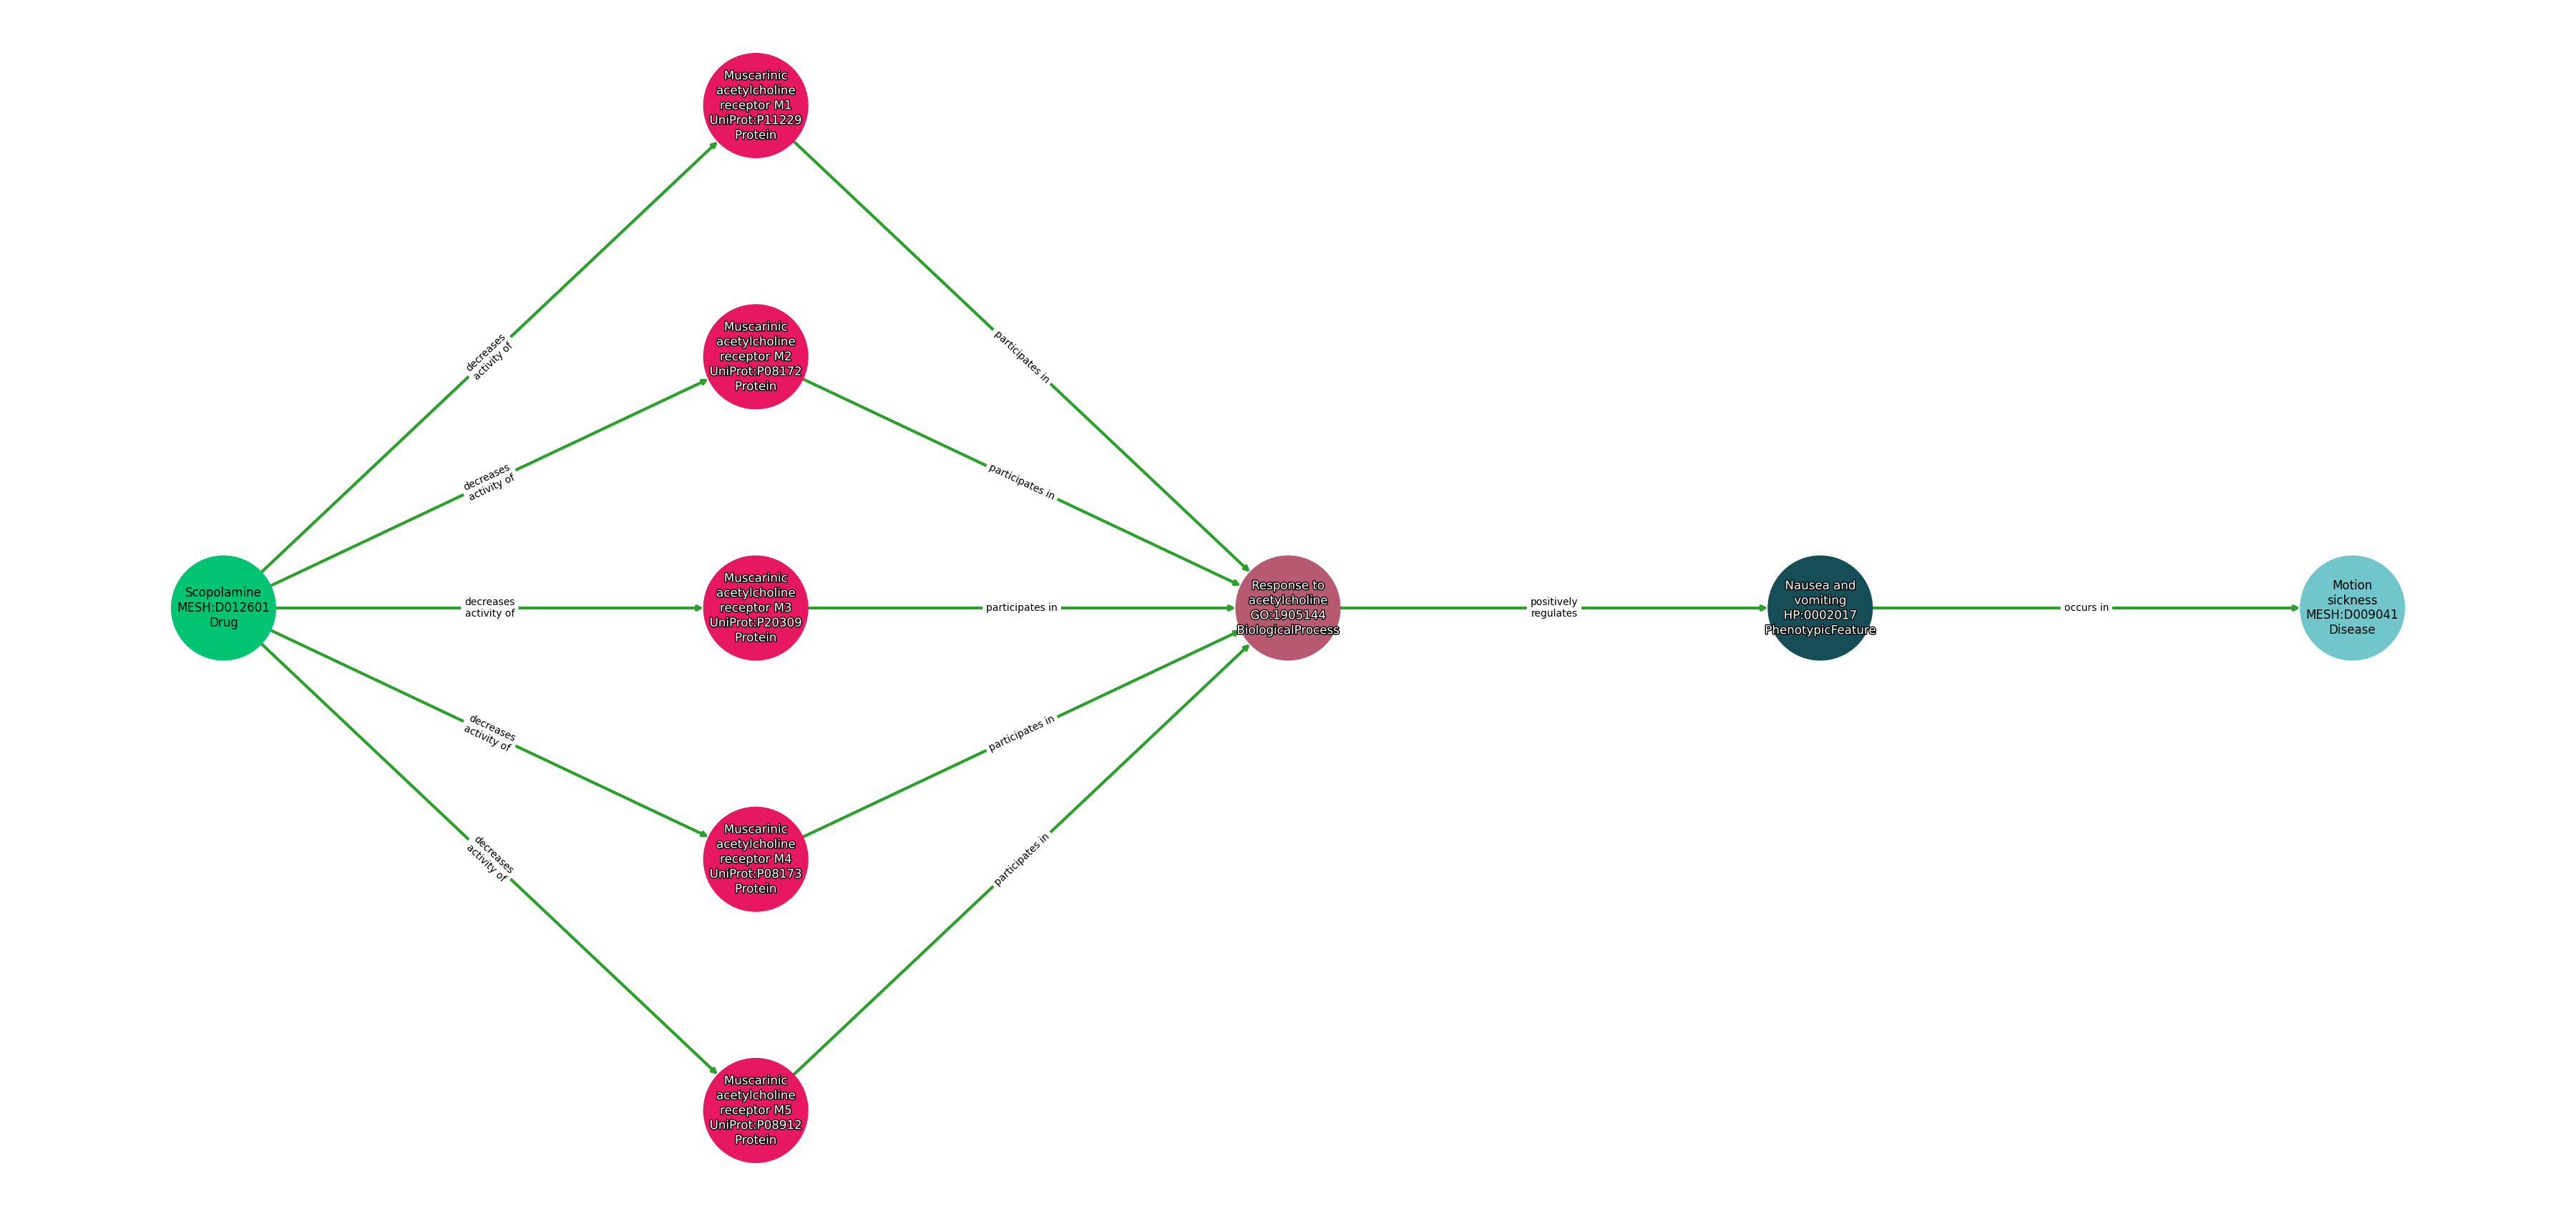 Muscarinic
acetylcholine
receptor M1
UniProt:P11229
Protein
decreases
activity of
participates in
Muscarinic
acetylcholine
receptor M2
UniProt:P08172
Protein
decreases
activity of
participates in
Scopolamine
MESH:D012601
Drug
decreases
activity of
Muscarinic
acetylcholine
receptor M3
UniProt:P20309
Protein
participates in
Response to
acetylcholine
GO:1905144
BiologicalProcess
positively
regulates
Nausea and
vomiting
HP:0002017
PhenotypicFeature
occurs in
Motion
sickness
MESH:D009041
Disease
decreases
activity of
participates in
Muscarinic
acetylcholine
receptor M4
UniProt:P08173
Protein
decreases
activity of
participates in
Muscarinic
acetylcholine
receptor M5
UniProt:P08912
Protein